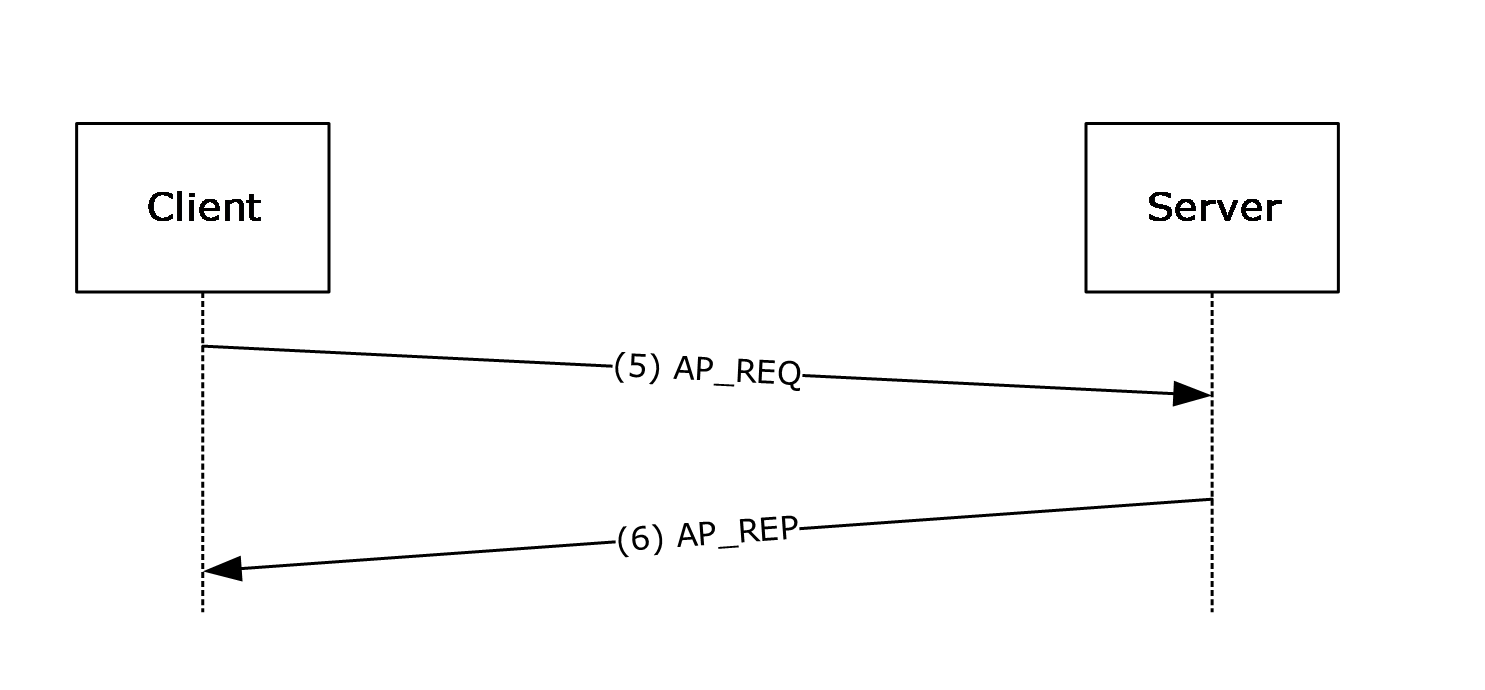 Client
Server
(5) AP_REQ
(6) AP_REP